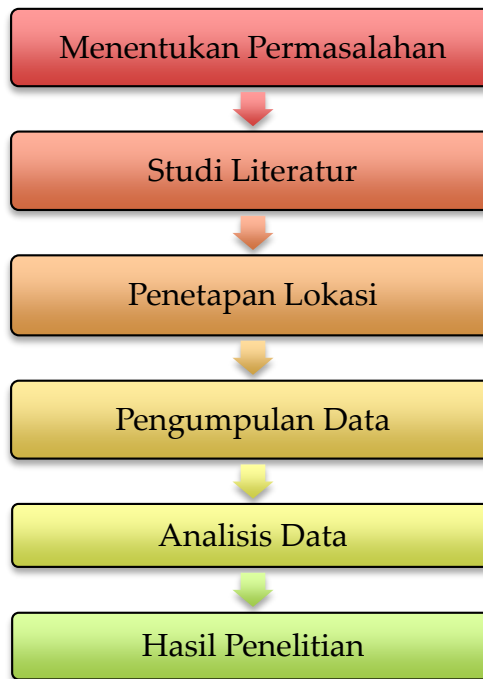 Menentukan Permasalahan
Studi Literatur
Penetapan Lokasi
Pengumpulan Data
Analisis Data
Hasil Penelitian